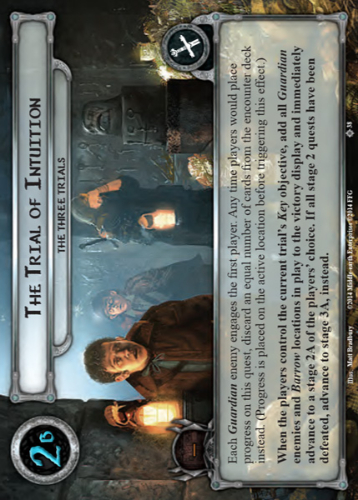 2B
THE TRIAL OF INTUITION
THE THREE TRIALS
Each Guardian enemy engages the first player. Any time players would place
progress on this quest, discard an equal number of cards from the encounter deck
instead. (Progress is placed on the active location before triggering this effect.)
When the players control the current trial's Key objective, add all Guardian
enemies and Barrow locations in play to the victory display and immediately
advance to a stage 2A of the players' choice. If all stage 2 quests have been
defeated, advance to stage 3A, instead.
Illus. Matt Bradbury ©2014 Middle-earth Enterprises ©2014 FFG 38